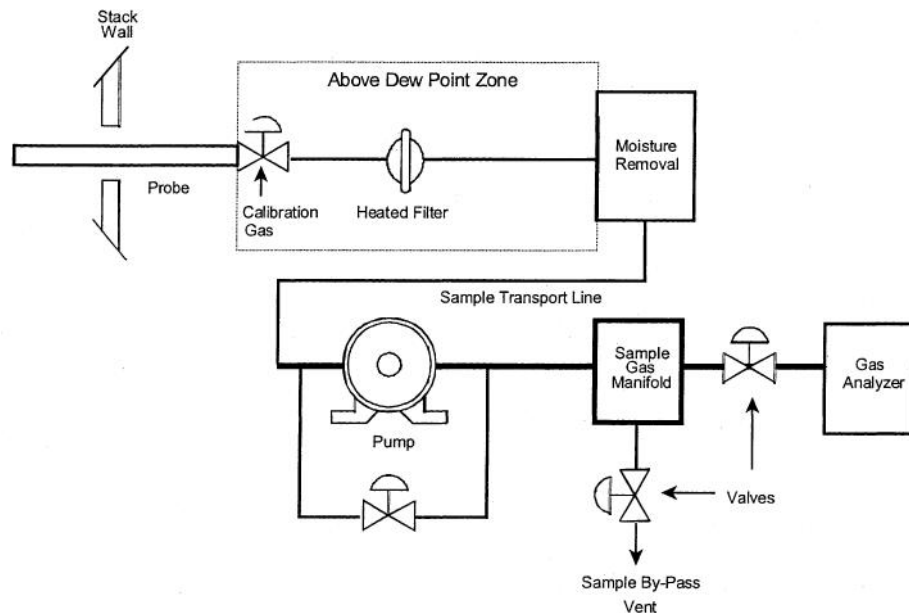 Stack
Wall
Above Dew Point Zone
Moisture
Removal
Probe
Calibration
Gas
Heated Filter
Sample Transport Line
Sample
Gas
Manifold
Gas
Analyzer
Pump
Valves
Sample By-Pass
Vent